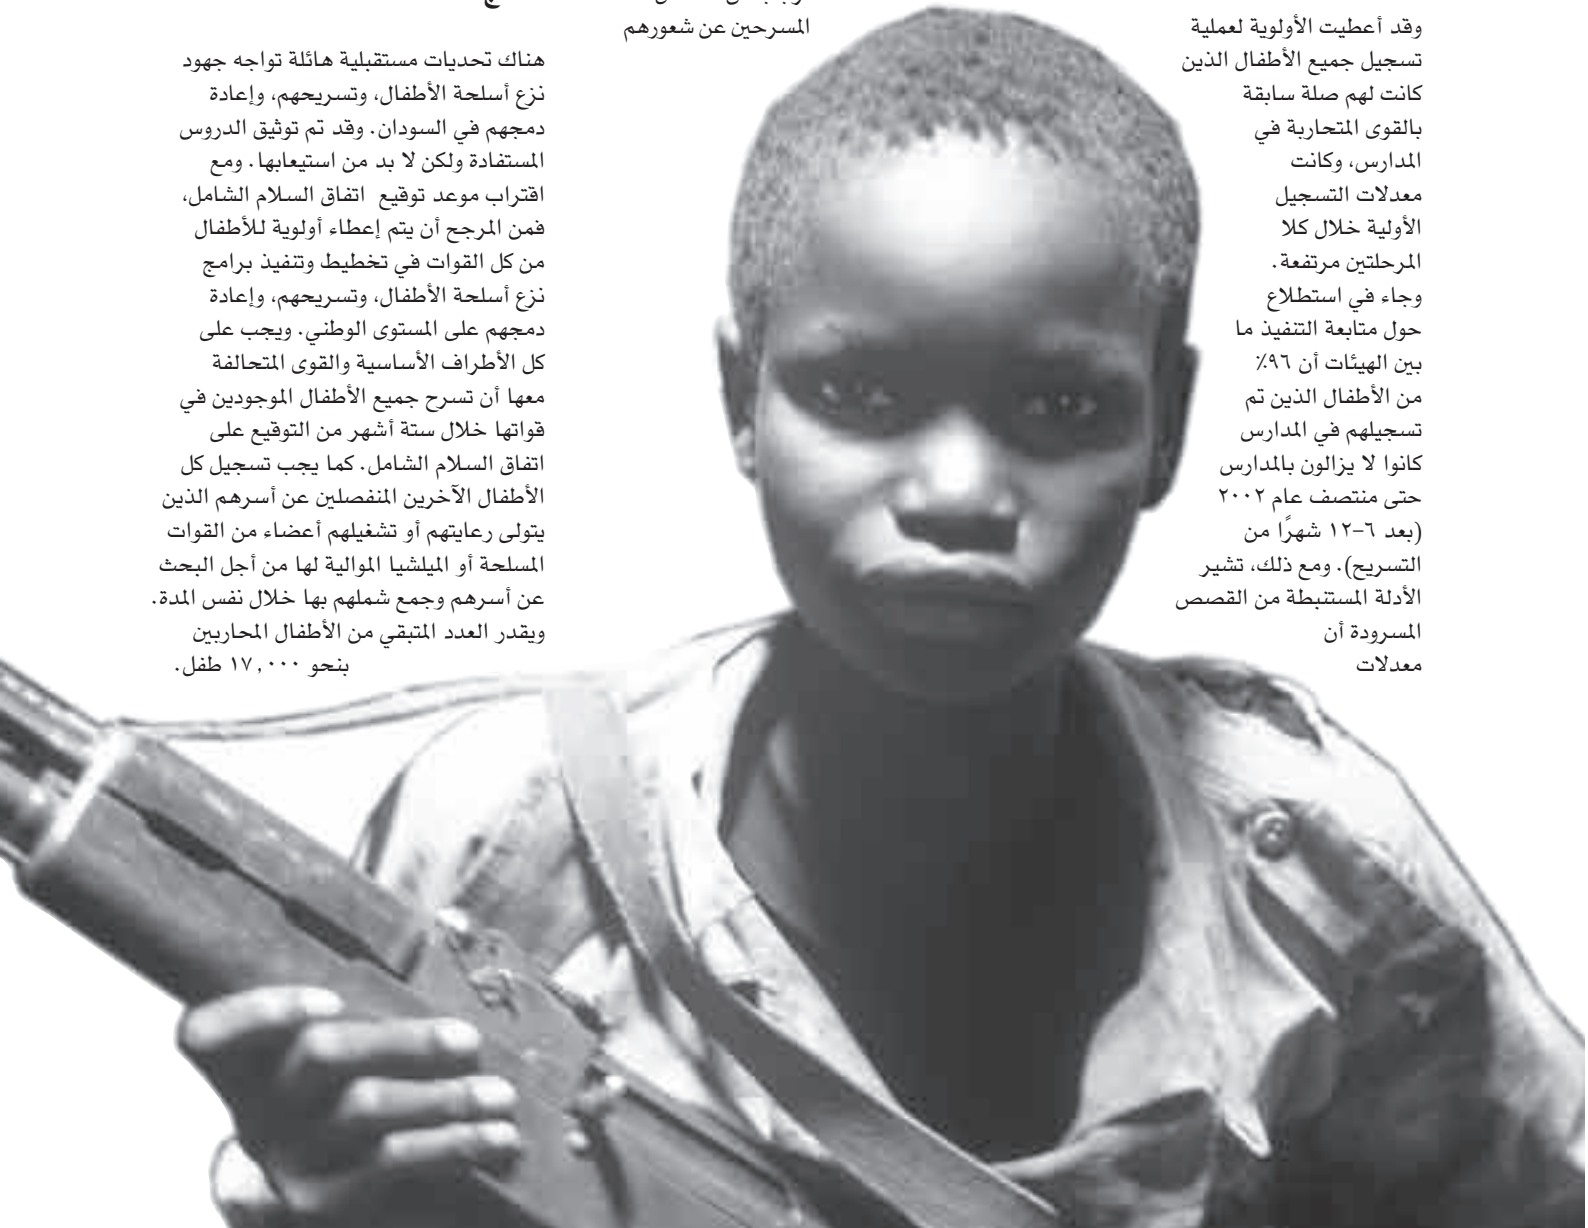 وقد أعطيت الأولوية لعملية
تسجيل جميع الأطفال الذين
كانت لهم صلة سابقة
بالقوى المتحاربة في
المدارس، وكانت
معدلات التسجيل
الأولية خلال كلا
المرحلتين مرتفعة.
وجاء في استطلاع
حول متابعة التنفيذ ما
بين الهيئات أن ٩٦٪
من الأطفال الذين تم
تسجيلهم في المدارس
كانوا لا يزالون بالمدارس
حتى منتصف عام ٢٠٠٢
(بعد ٦-١٢ شهرًا من
التسريح). ومع ذلك، تشير
الأدلة المستنبطة من القصص
المسرودة أن
معدلات
المسرحين عن شعورهم
هناك تحديات مستقبلية هائلة تواجه جهود
نزع أسلحة الأطفال، وتسريحهم، وإعادة
دمجهم في السودان. وقد تم توثيق الدروس
المستفادة ولكن لا بد من استيعابها. ومع
اقتراب موعد توقيع اتفاق السلام الشامل،
فمن المرجح أن يتم إعطاء أولوية للأطفال
من كل القوات في تخطيط وتنفيذ برامج
نزع أسلحة الأطفال، وتسريحهم، وإعادة
دمجهم على المستوى الوطني. ويجب على
كل الأطراف الأساسية والقوى المتحالفة
معها أن تسرح جميع الأطفال الموجودين في
قواتها خلال ستة أشهر من التوقيع على
اتفاق السلام الشامل. كما يجب تسجيل كل
الأطفال الآخرين المنفصلين عن أسرهم الذين
يتولى رعايتهم أو تشغيلهم أعضاء من القوات
المسلحة أو الميلشيا الموالية لها من أجل البحث
عن أسرهم وجمع شملهم بها خلال نفس المدة.
ويقدر العدد المتبقي من الأطفال المحاربين
بنحو ١٧,٠٠٠ طفل.